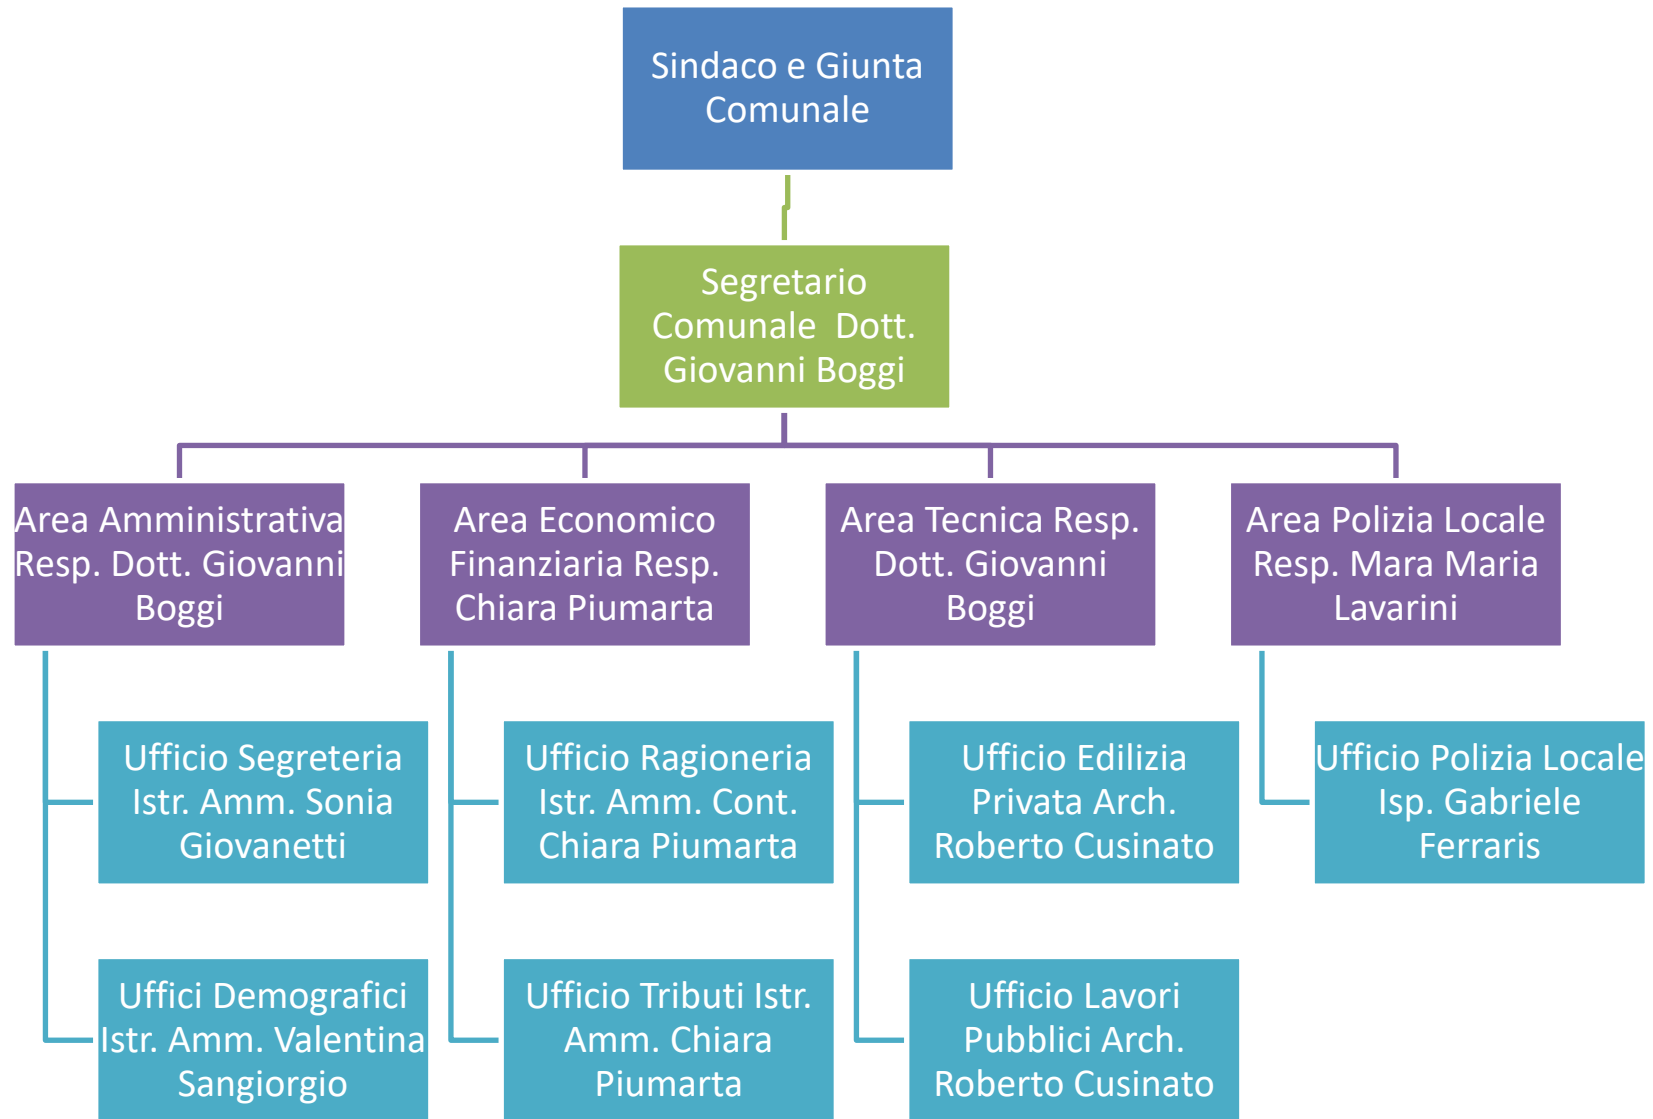 Sindaco e Giunta
Comunale
Segretario
Comunale Dott.
Giovanni Boggi
Area Amministrativa
Resp. Dott. Giovanni
Boggi
Area Economico
Finanziaria Resp.
Chiara Piumarta
Area Tecnica Resp.
Dott. Giovanni
Boggi
Area Polizia Locale
Resp. Mara Maria
Lavarini
Ufficio Segreteria
Istr. Amm. Sonia
Giovanetti
Ufficio Ragioneria
Istr. Amm. Cont.
Chiara Piumarta
Ufficio Edilizia
Privata Arch.
Roberto Cusinato
Ufficio Polizia Locale
Isp. Gabriele
Ferraris
Uffici Demografici
Istr. Amm. Valentina
Sangiorgio
Ufficio Tributi Istr.
Amm. Chiara
Piumarta
Ufficio Lavori
Pubblici Arch.
Roberto Cusinato